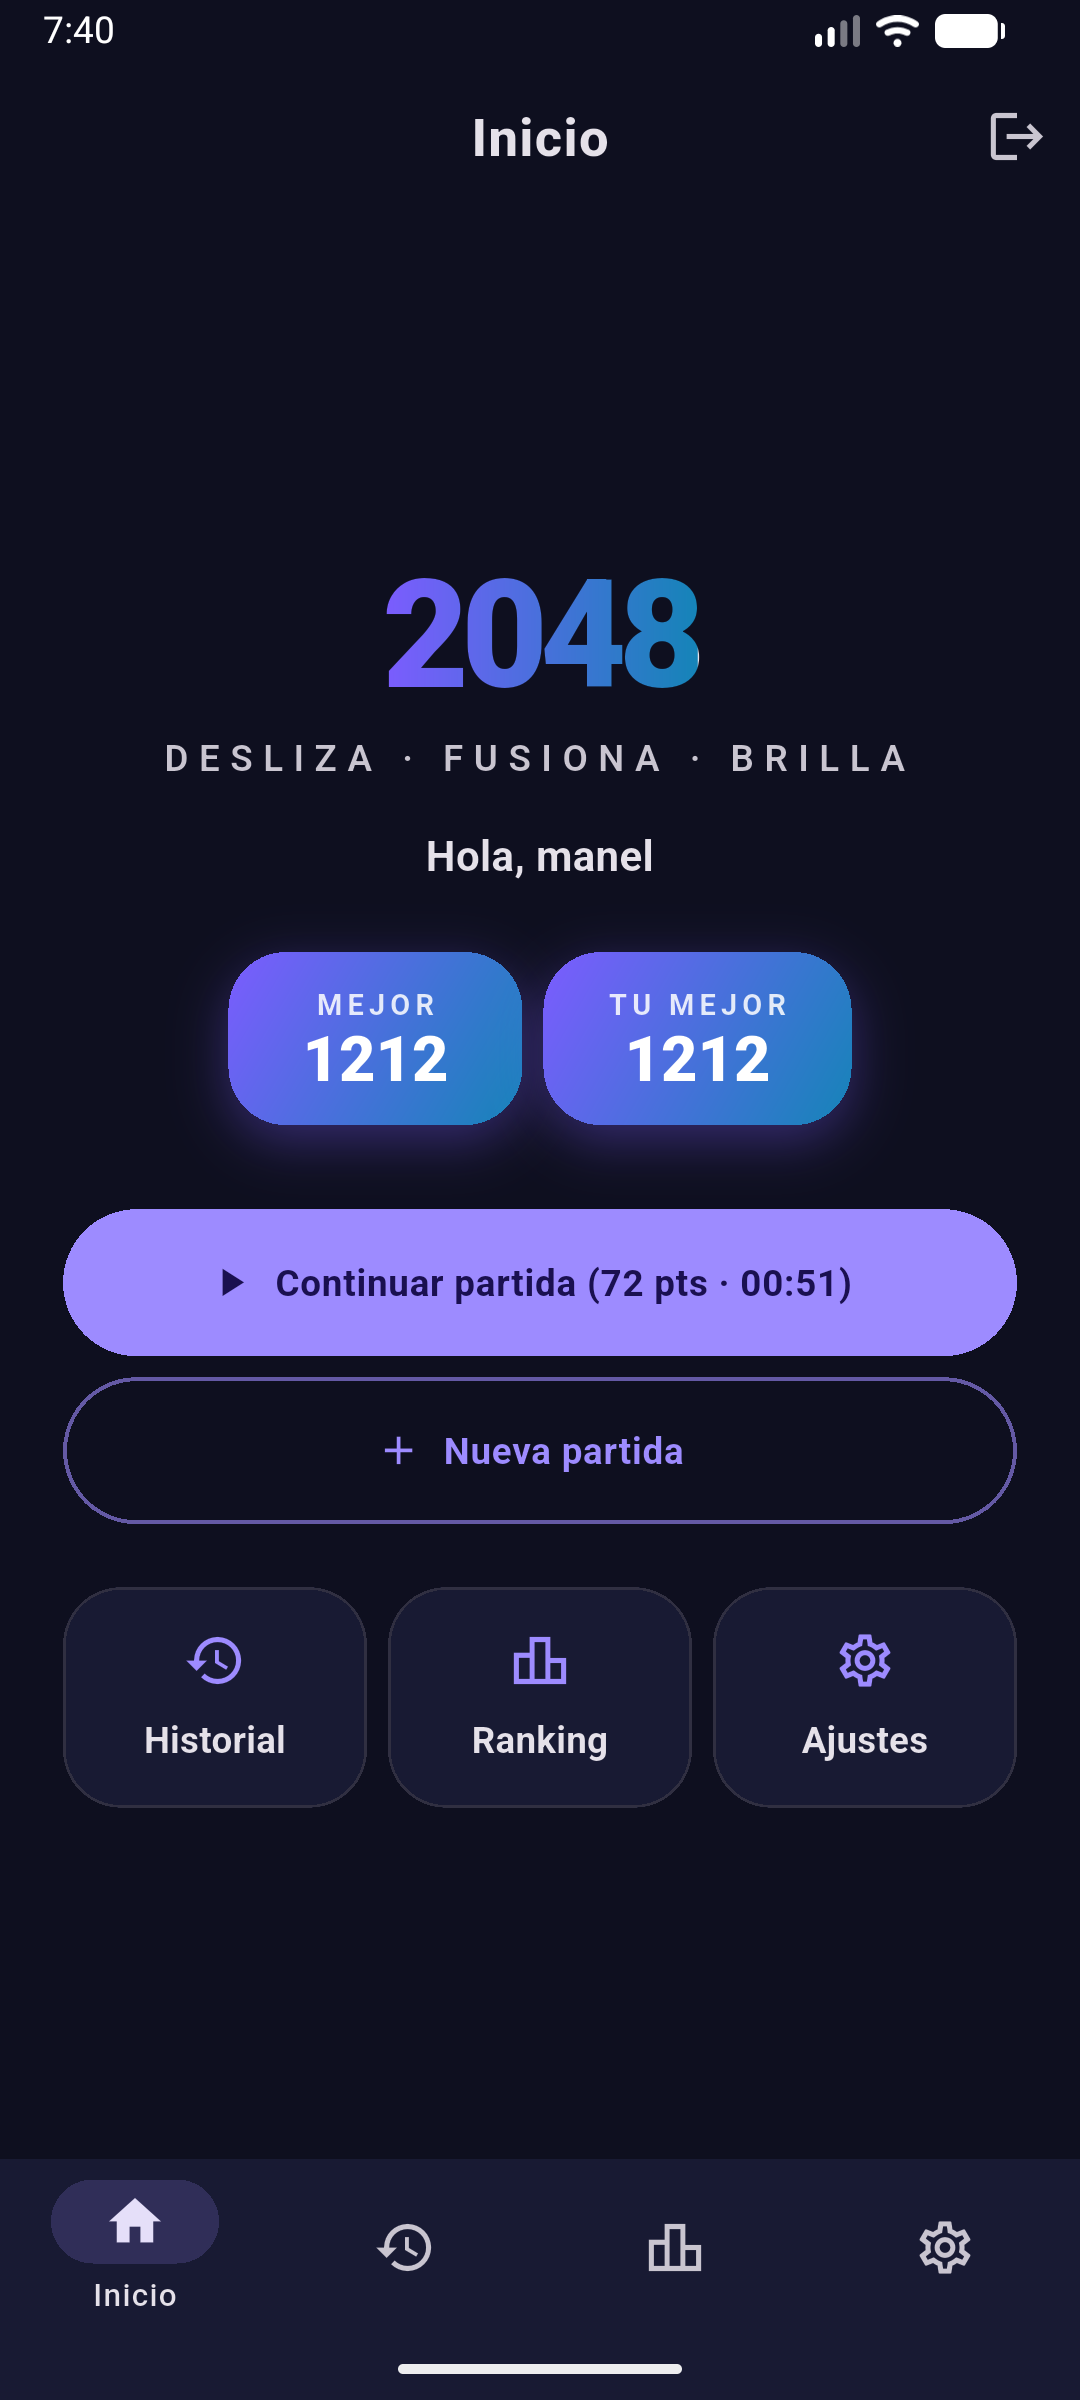 7:40
Inicio
2048
DESLIZA · FUSIONA · BRILLA
Hola, manel
MEJOR
1212
TU MEJOR
1212
Continuar partida (72 pts · 00:51)
Nueva partida
Historial
Ranking
Ajustes
Inicio